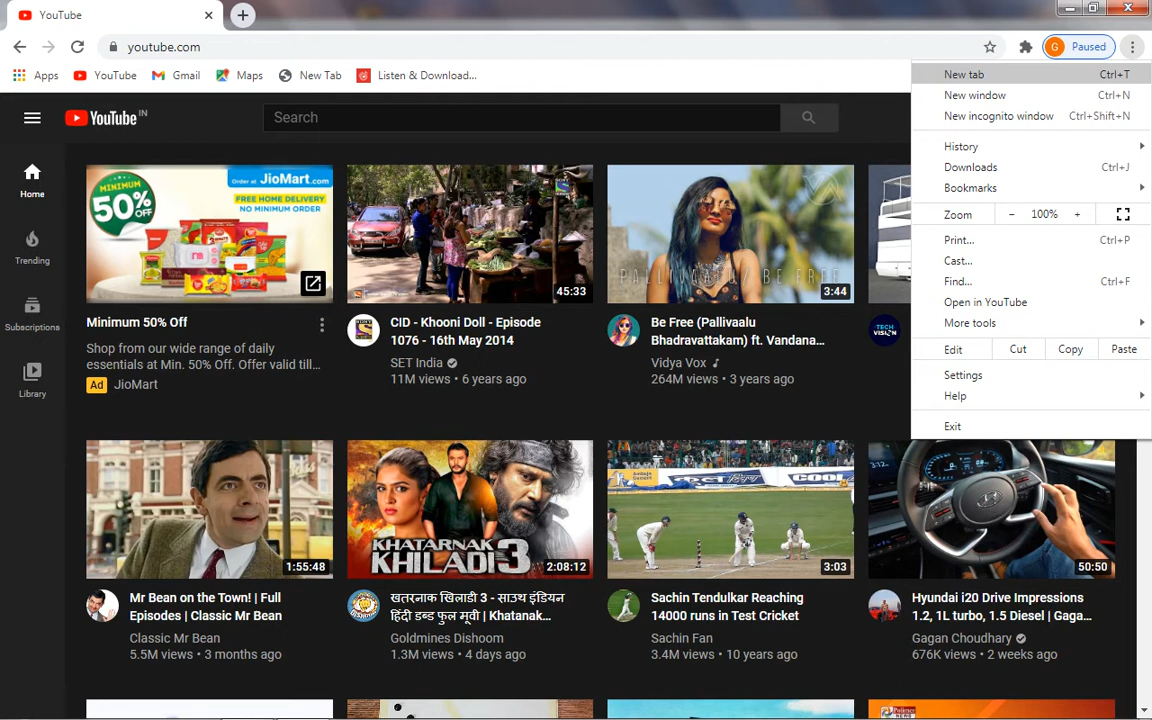 YouTube
youtube.com
G Paused
Apps YouTube Gmail Maps New Tab Listen & Download...
New tab Ctrl+T
New window Ctrl+N
New incognito window Ctrl+Shift+N
History
Downloads Ctrl+J
Bookmarks
Zoom − 100% +
Print... Ctrl+P
Cast...
Find... Ctrl+F
Open in YouTube
More tools
Edit Cut Copy Paste
Settings
Help
Exit
YouTube IN
Search
Home
Trending
Subscriptions
Library
MINIMUM
50%
OFF
Order at JioMart.com
FREE HOME DELIVERY
NO MINIMUM ORDER
45:33
PALLIVAALU/ BE FREE
3:44
Minimum 50% Off
Shop from our wide range of daily
essentials at Min. 50% Off. Offer valid till...
Ad JioMart
CID - Khooni Doll - Episode
1076 - 16th May 2014
SET India
11M views • 6 years ago
Be Free (Pallivaalu
Bhadravattakam) ft. Vandana...
Vidya Vox
264M views • 3 years ago
TECH
VISIT
1:55:48
KHATARNAK
KHILADI 3
2:08:12
COOL
3:03
3:12
50:50
Mr Bean on the Town! | Full
Episodes | Classic Mr Bean
Classic Mr Bean
5.5M views • 3 months ago
खतरनाक खिलाडी 3 - साउथ इंडियन
हिंदी डब्ड फुल मूवी | Khatanak...
Goldmines Dishoom
1.3M views • 4 days ago
Sachin Tendulkar Reaching
14000 runs in Test Cricket
Sachin Fan
3.4M views • 10 years ago
Hyundai i20 Drive Impressions
1.2, 1L turbo, 1.5 Diesel | Gaga...
Gagan Choudhary
676K views • 2 weeks ago
Polimer
NEWS